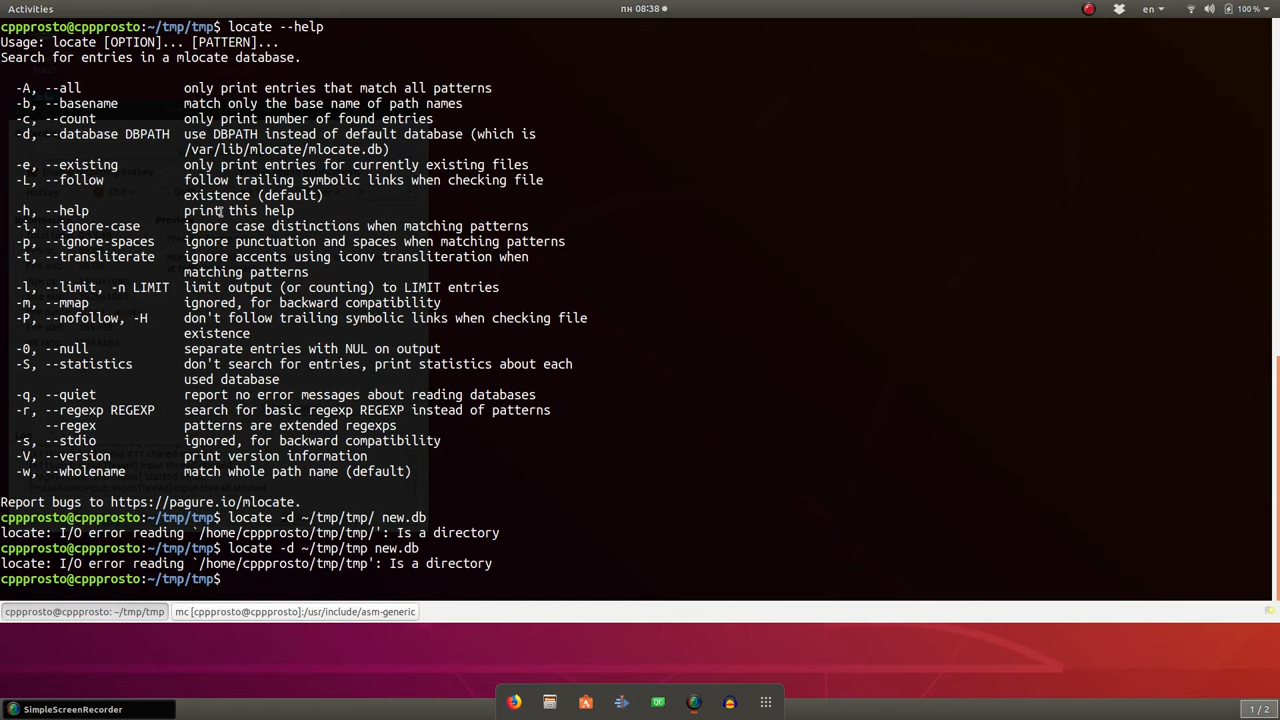 Activities
пн 08:38
en
100 %
cppprosto@cppprosto:~/tmp/tmp$ locate --help
Usage: locate [OPTION]... [PATTERN]...
Search for entries in a mlocate database.
-A, --all only print entries that match all patterns
-b, --basename match only the base name of path names
-c, --count only print number of found entries
-d, --database DBPATH use DBPATH instead of default database (which is
/var/lib/mlocate/mlocate.db)
-e, --existing only print entries for currently existing files
-L, --follow follow trailing symbolic links when checking file
existence (default)
-h, --help print this help
-i, --ignore-case ignore case distinctions when matching patterns
-p, --ignore-spaces ignore punctuation and spaces when matching patterns
-t, --transliterate ignore accents using iconv transliteration when
matching patterns
-l, --limit, -n LIMIT limit output (or counting) to LIMIT entries
-m, --mmap ignored, for backward compatibility
-P, --nofollow, -H don't follow trailing symbolic links when checking file
existence
-0, --null separate entries with NUL on output
-S, --statistics don't search for entries, print statistics about each
used database
-q, --quiet report no error messages about reading databases
-r, --regexp REGEXP search for basic regexp REGEXP instead of patterns
--regex patterns are extended regexps
-s, --stdio ignored, for backward compatibility
-V, --version print version information
-w, --wholename match whole path name (default)
Report bugs to https://pagure.io/mlocate.
cppprosto@cppprosto:~/tmp/tmp$ locate -d ~/tmp/tmp/ new.db
locate: I/O error reading `/home/cppprosto/tmp/tmp/': Is a directory
cppprosto@cppprosto:~/tmp/tmp$ locate -d ~/tmp/tmp new.db
locate: I/O error reading `/home/cppprosto/tmp/tmp': Is a directory
cppprosto@cppprosto:~/tmp/tmp$
cppprosto@cppprosto: ~/tmp/tmp
mc [cppprosto@cppprosto]:/usr/include/asm-generic
SimpleScreenRecorder
1 / 2